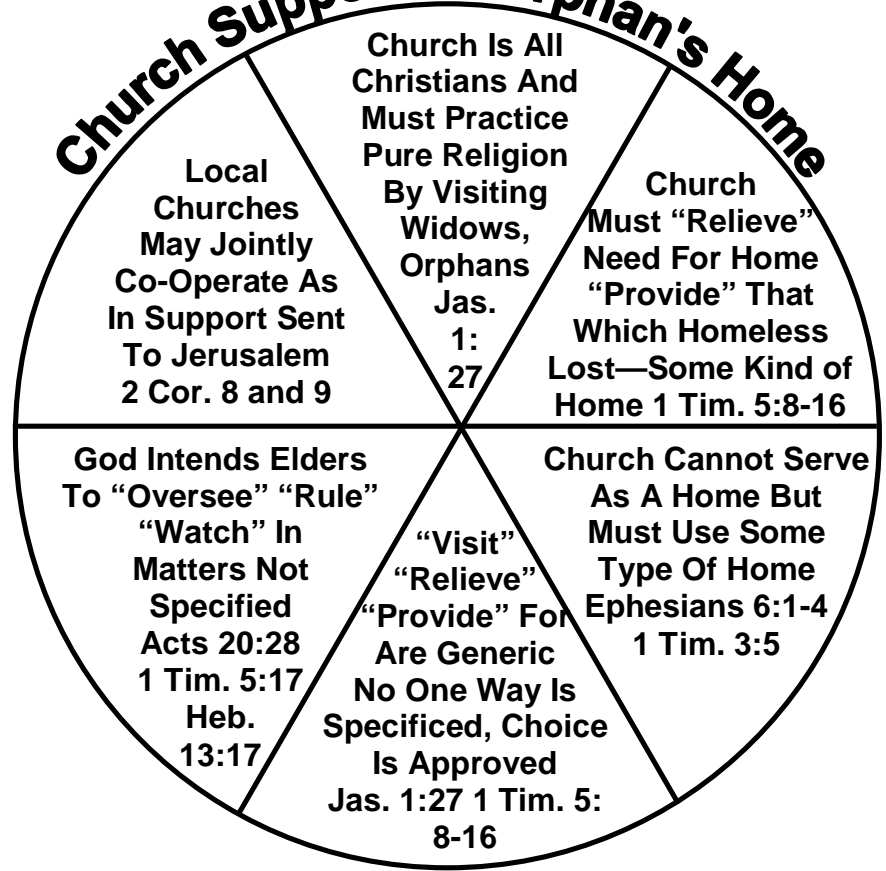 Church Suppo rphan's Home
Church Is All
Christians And
Must Practice
Pure Religion
By Visiting
Widows,
Orphans
Jas.
1:
27
Church
Must “Relieve”
Need For Home
“Provide” That
Which Homeless
Lost—Some Kind of
Home 1 Tim. 5:8-16
Church Cannot Serve
As A Home But
Must Use Some
Type Of Home
Ephesians 6:1-4
1 Tim. 3:5
“Visit”
“Relieve”
“Provide” For
Are Generic
No One Way Is
Specificed, Choice
Is Approved
Jas. 1:27 1 Tim. 5:
8-16
God Intends Elders
To “Oversee” “Rule”
“Watch” In
Matters Not
Specified
Acts 20:28
1 Tim. 5:17
Heb.
13:17
Local
Churches
May Jointly
Co-Operate As
In Support Sent
To Jerusalem
2 Cor. 8 and 9